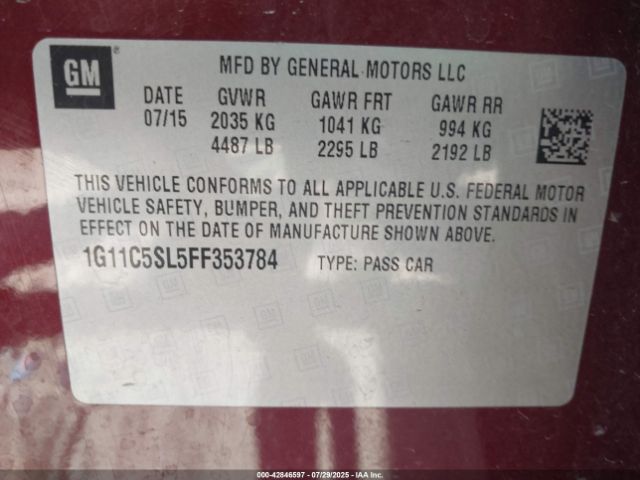 GM MFD BY GENERAL MOTORS LLC
DATE GVWR GAWR FRT GAWR RR
07/15 2035 KG 1041 KG 994 KG
4487 LB 2295 LB 2192 LB
THIS VEHICLE CONFORMS TO ALL APPLICABLE U.S. FEDERAL MOTOR
VEHICLE SAFETY, BUMPER, AND THEFT PREVENTION STANDARDS IN
EFFECT ON THE DATE OF MANUFACTURE SHOWN ABOVE.
1G11C5SL5FF353784 TYPE: PASS CAR
000-42846597 - 07/29/2025 - IAA Inc.